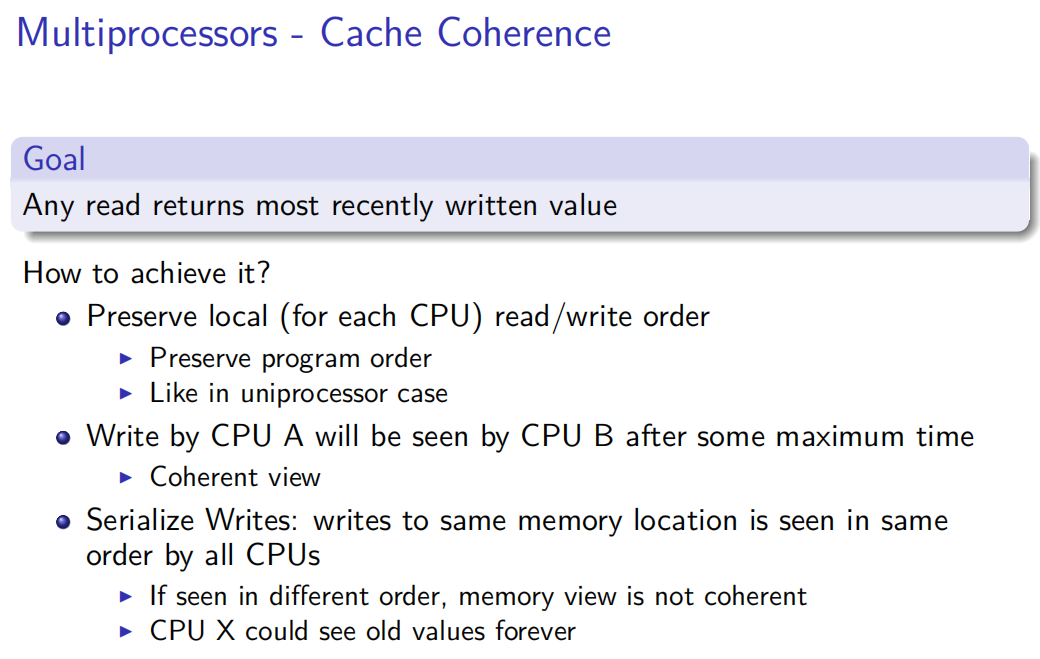 Multiprocessors - Cache Coherence
Goal
Any read returns most recently written value
How to achieve it?
Preserve local (for each CPU) read/write order
Preserve program order
Like in uniprocessor case
Write by CPU A will be seen by CPU B after some maximum time
Coherent view
Serialize Writes: writes to same memory location is seen in same
order by all CPUs
If seen in different order, memory view is not coherent
CPU X could see old values forever